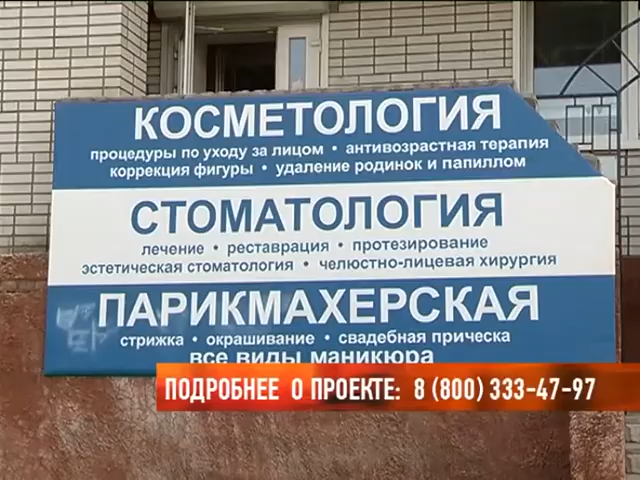 КОСМЕТОЛОГИЯ
процедуры по уходу за лицом • антивозрастная терапия
коррекция фигуры • удаление родинок и папиллом
СТОМАТОЛОГИЯ
лечение • реставрация • протезирование
эстетическая стоматология • челюстно-лицевая хирургия
ПАРИКМАХЕРСКАЯ
стрижка • окрашивание • свадебная прическа
все виды маникюра
ПОДРОБНЕЕ О ПРОЕКТЕ: 8 (800) 333-47-97